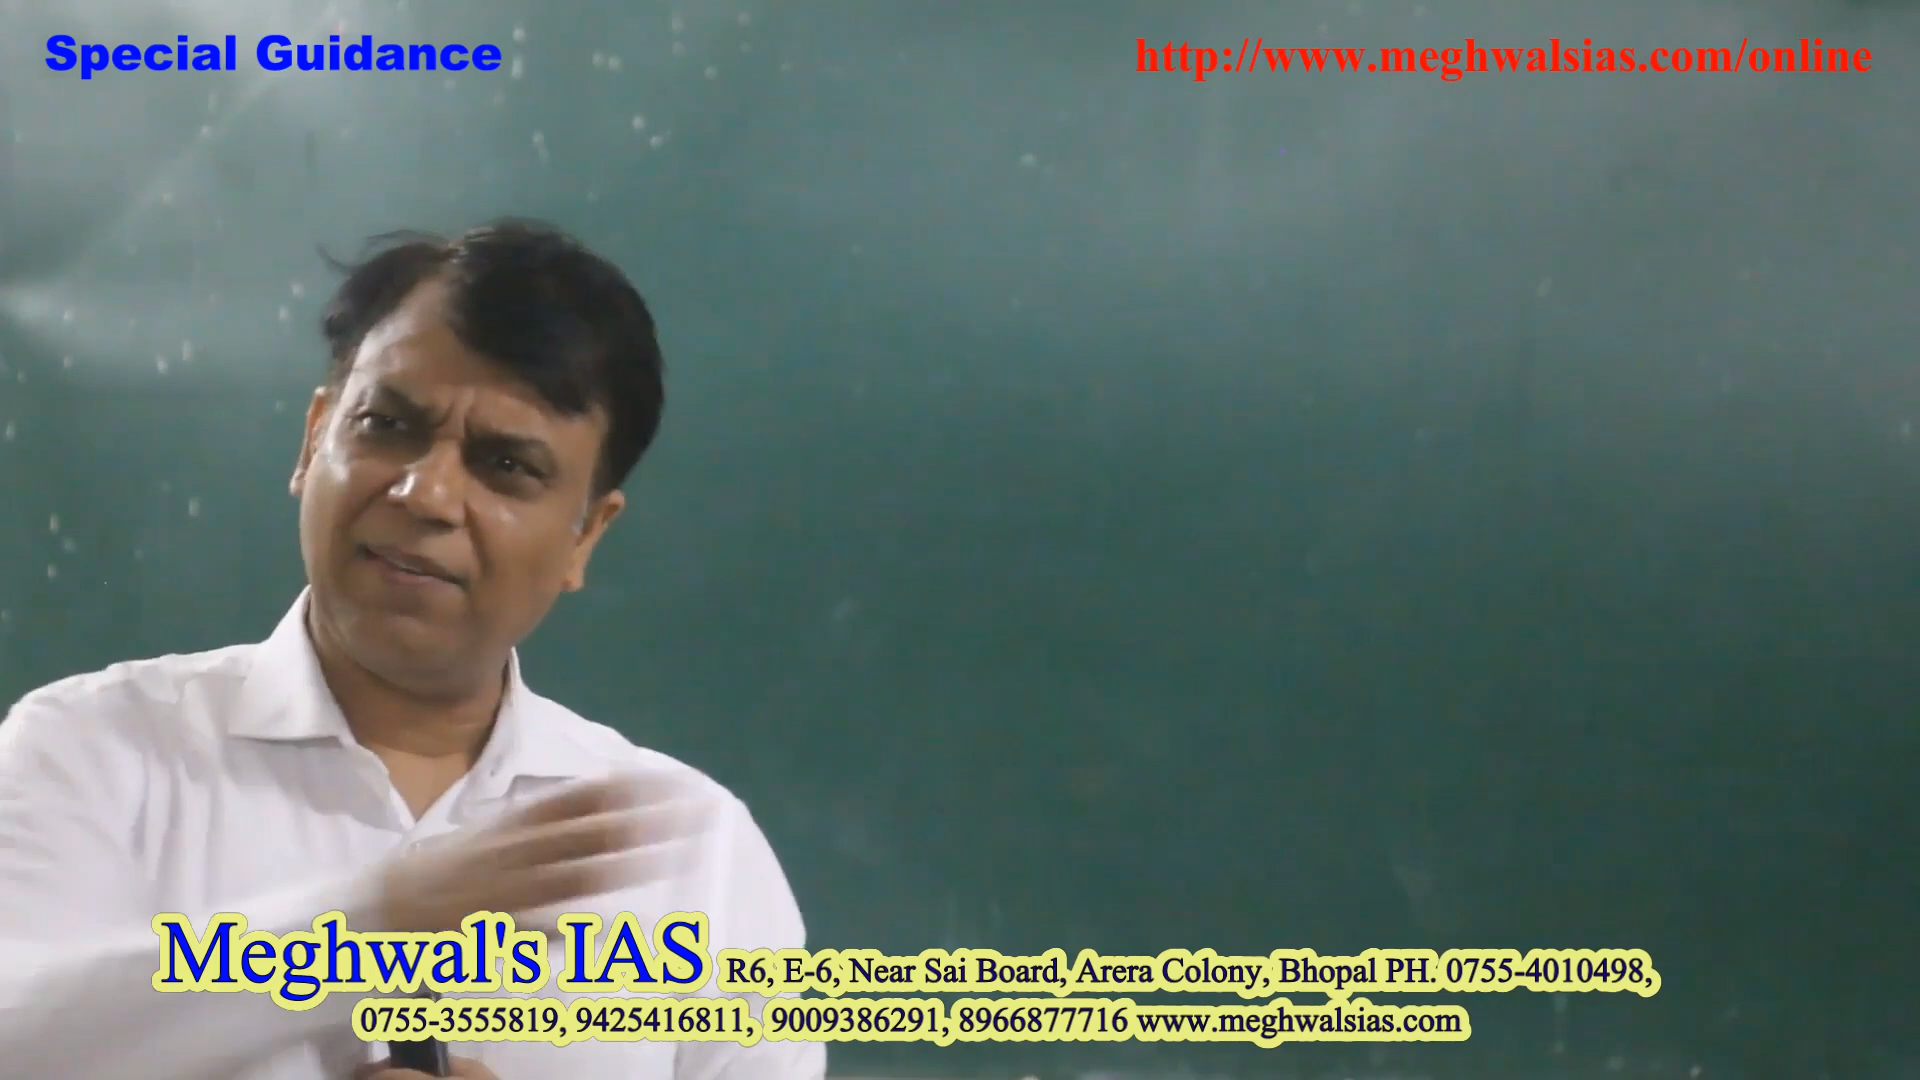 Special Guidance
http://www.meghwalsias.com/online
Meghwal's IAS R6, E-6, Near Sai Board, Arera Colony, Bhopal PH. 0755-4010498,
0755-3555819, 9425416811, 9009386291, 8966877716 www.meghwalsias.com